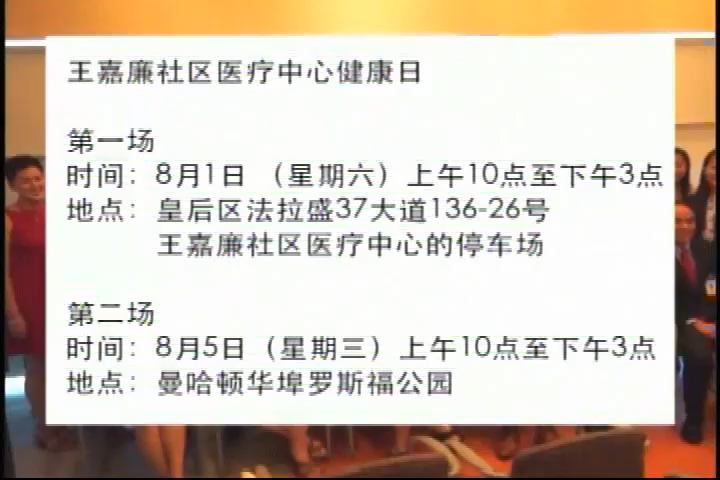 王嘉廉社区医疗中心健康日
第一场
时间：8月1日（星期六）上午10点至下午3点
地点：皇后区法拉盛37大道136-26号
王嘉廉社区医疗中心的停车场
第二场
时间：8月5日（星期三）上午10点至下午3点
地点：曼哈顿华埠罗斯福公园